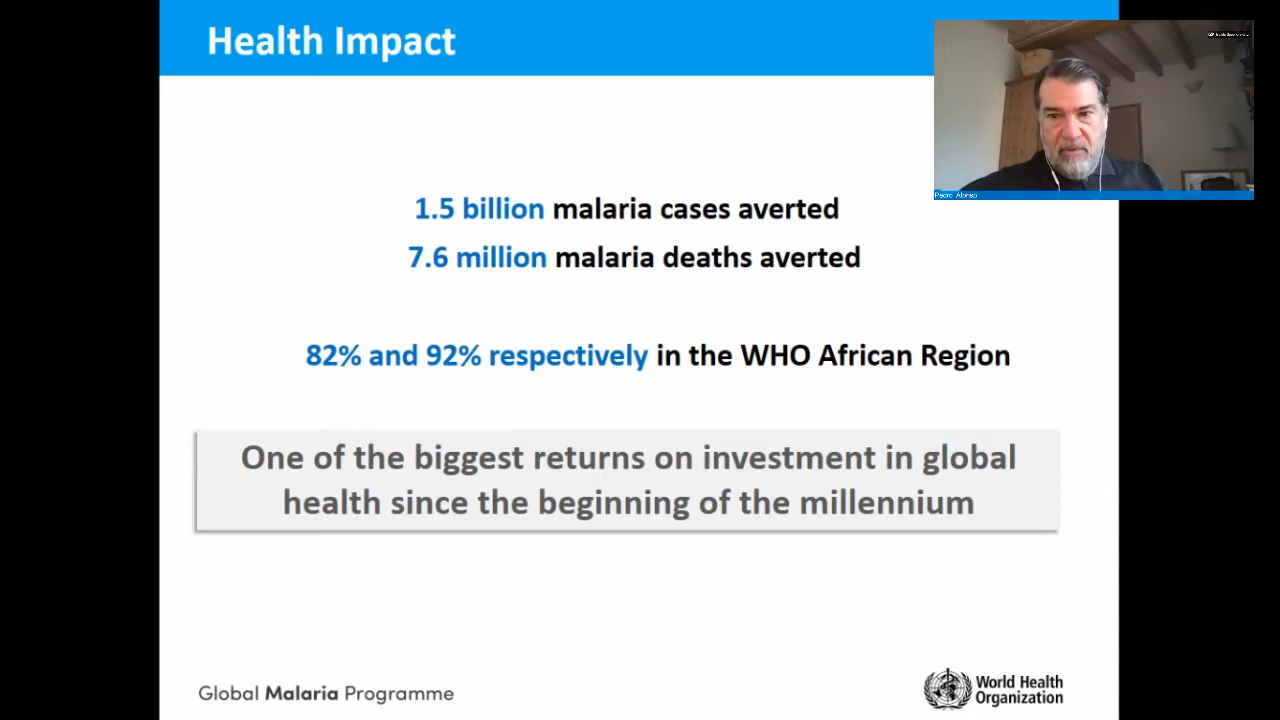 Health Impact
Pedro Alonso
1.5 billion malaria cases averted
7.6 million malaria deaths averted
82% and 92% respectively in the WHO African Region
One of the biggest returns on investment in global
health since the beginning of the millennium
Global Malaria Programme
World Health
Organization